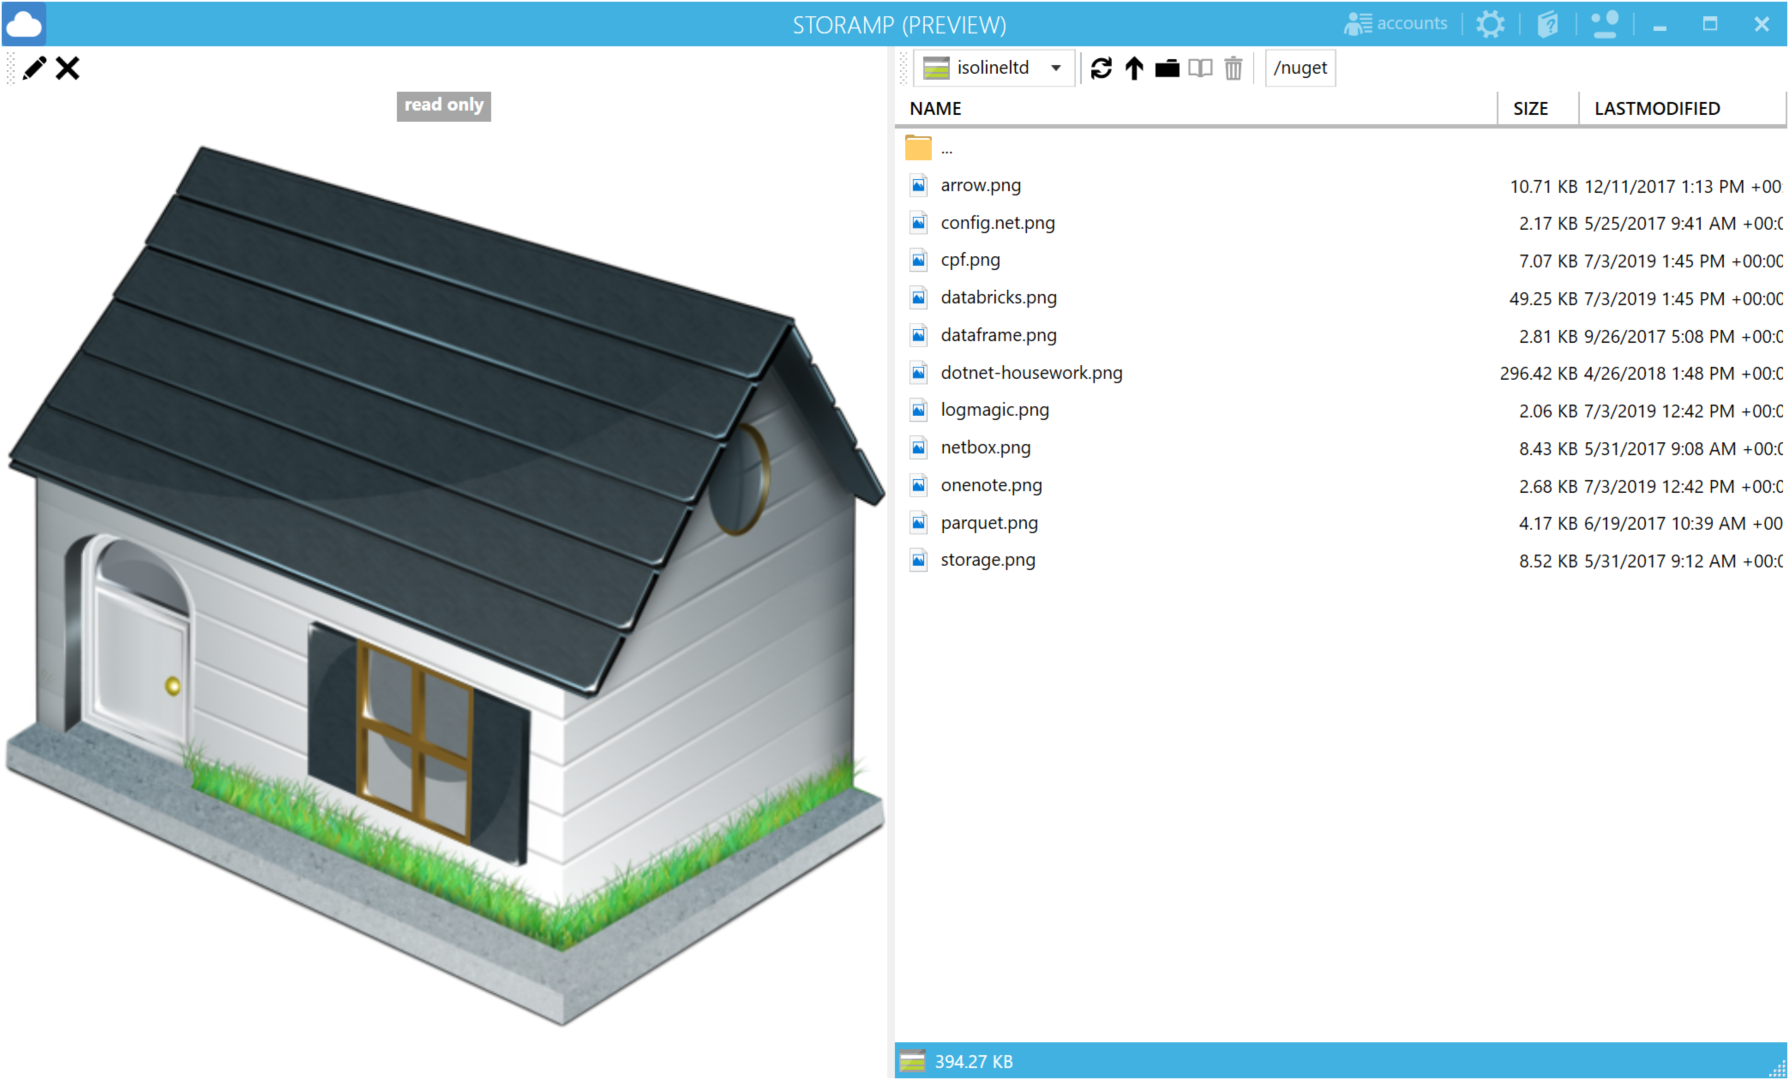 STORAMP (PREVIEW)
accounts
read only
isolineltd
/nuget
NAME SIZE LASTMODIFIED
...
arrow.png 10.71 KB 12/11/2017 1:13 PM +00:
config.net.png 2.17 KB 5/25/2017 9:41 AM +00:0
cpf.png 7.07 KB 7/3/2019 1:45 PM +00:00
databricks.png 49.25 KB 7/3/2019 1:45 PM +00:00
dataframe.png 2.81 KB 9/26/2017 5:08 PM +00:0
dotnet-housework.png 296.42 KB 4/26/2018 1:48 PM +00:0
logmagic.png 2.06 KB 7/3/2019 12:42 PM +00:0
netbox.png 8.43 KB 5/31/2017 9:08 AM +00:0
onenote.png 2.68 KB 7/3/2019 12:42 PM +00:0
parquet.png 4.17 KB 6/19/2017 10:39 AM +00
storage.png 8.52 KB 5/31/2017 9:12 AM +00:0
394.27 KB